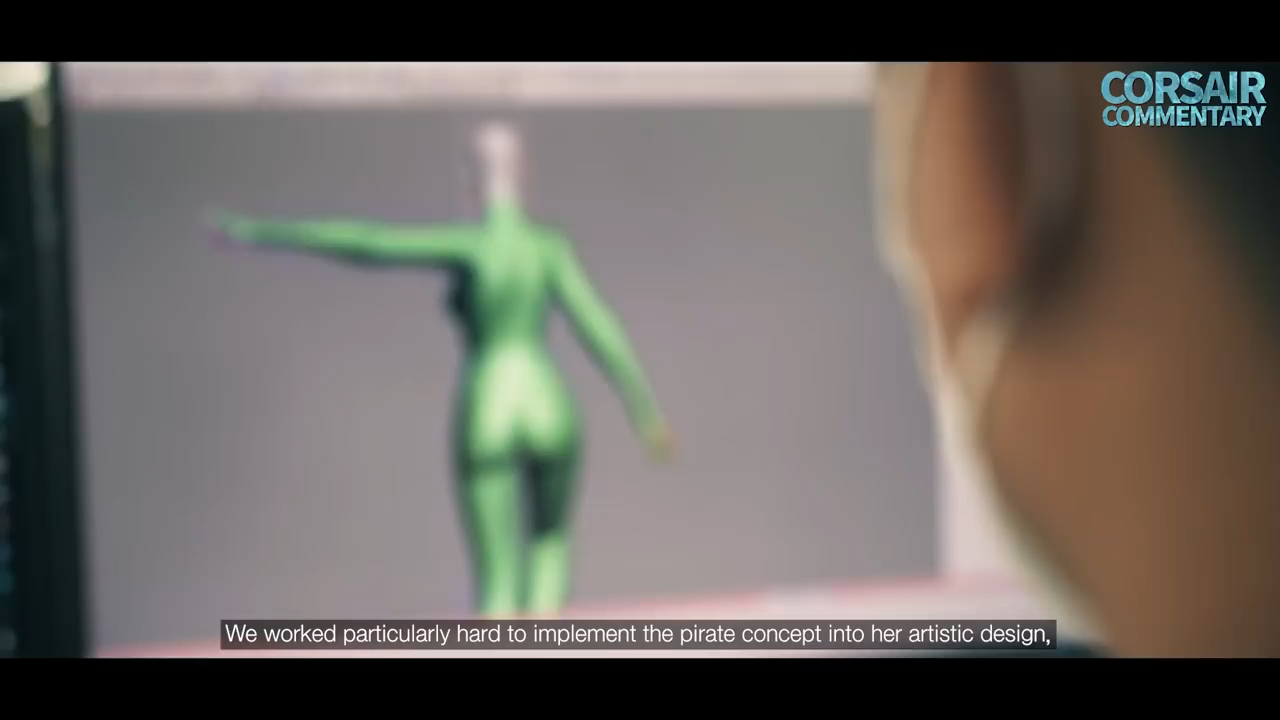 CORSAIR
COMMENTARY
We worked particularly hard to implement the pirate concept into her artistic design,